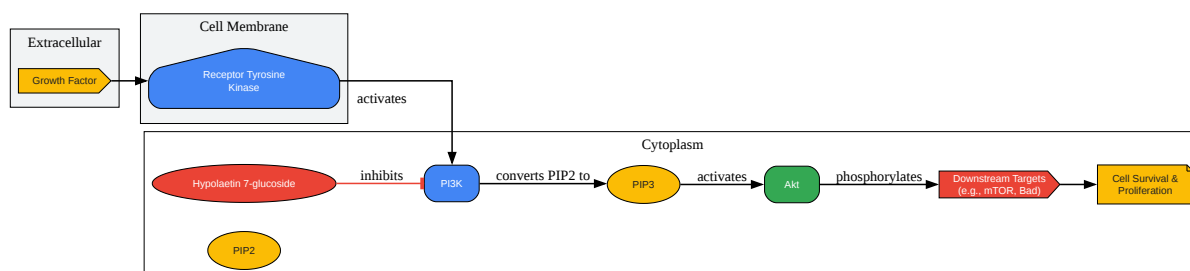 Extracellular
Growth Factor
Cell Membrane
Receptor Tyrosine
Kinase
activates
Cytoplasm
Hypolaetin 7-glucoside
inhibits
PI3K
converts PIP2 to
PIP3
activates
Akt
phosphorylates
Downstream Targets
(e.g., mTOR, Bad)
Cell Survival &
Proliferation
PIP2